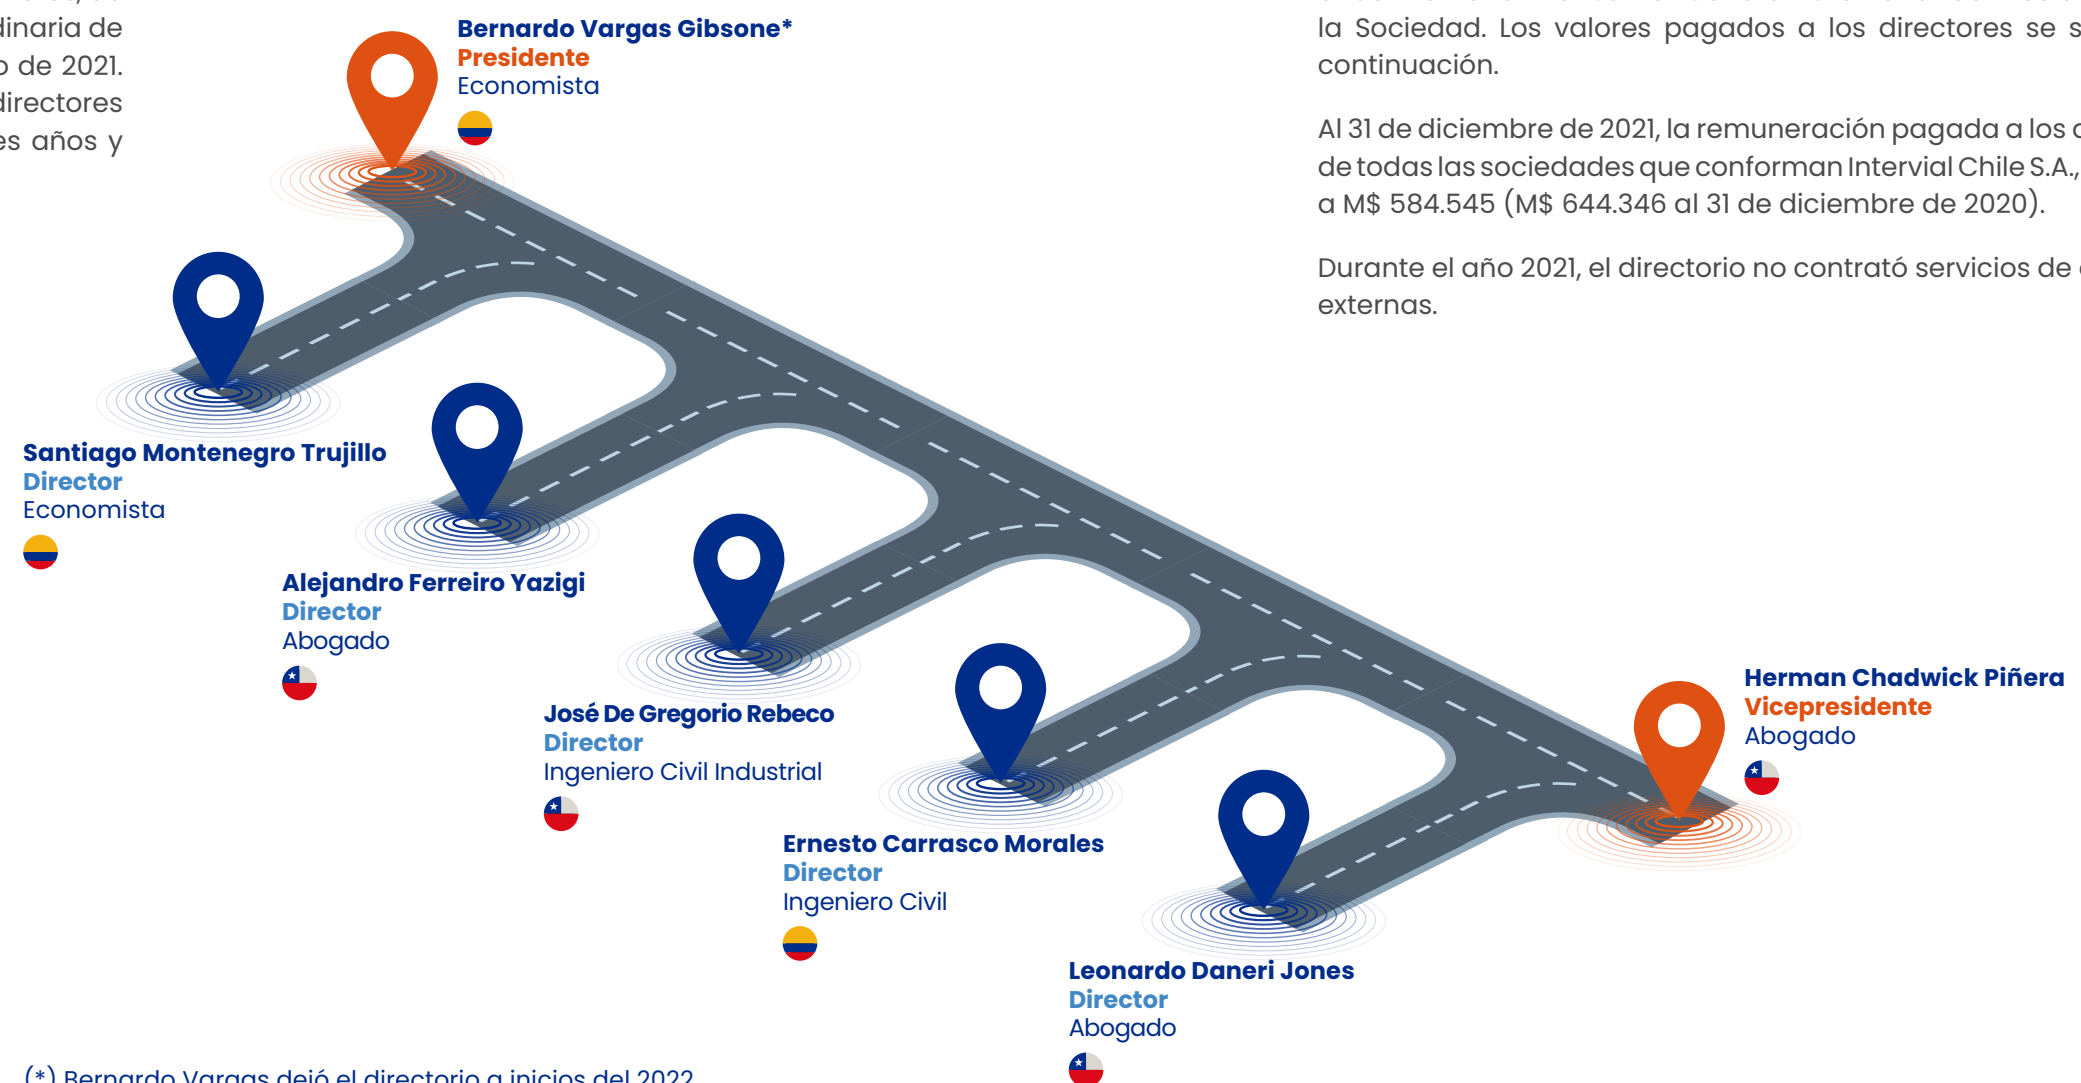 dinaria de
o de 2021.
directores
es años y
Bernardo Vargas Gibsone*
Presidente
Economista
la Sociedad. Los valores pagados a los directores se s
continuación.
Al 31 de diciembre de 2021, la remuneración pagada a los
de todas las sociedades que conforman Intervial Chile S.A.,
a M$ 584.545 (M$ 644.346 al 31 de diciembre de 2020).
Durante el año 2021, el directorio no contrató servicios de
externas.
Santiago Montenegro Trujillo
Director
Economista
Alejandro Ferreiro Yazigi
Director
Abogado
José De Gregorio Rebeco
Director
Ingeniero Civil Industrial
Ernesto Carrasco Morales
Director
Ingeniero Civil
Leonardo Daneri Jones
Director
Abogado
Herman Chadwick Piñera
Vicepresidente
Abogado
(*) Bernardo Vargas dejó el directorio a inicios del 2022